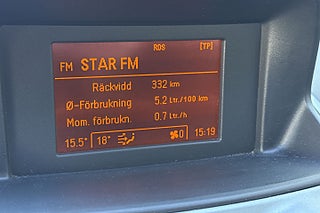 RDS [TP]
FM STAR FM
Räckvidd 332 km
Ø-Förbrukning 5.2 Ltr./100 km
Mom. förbrukn. 0.7 Ltr./h
15.5° 18° 0 15:19